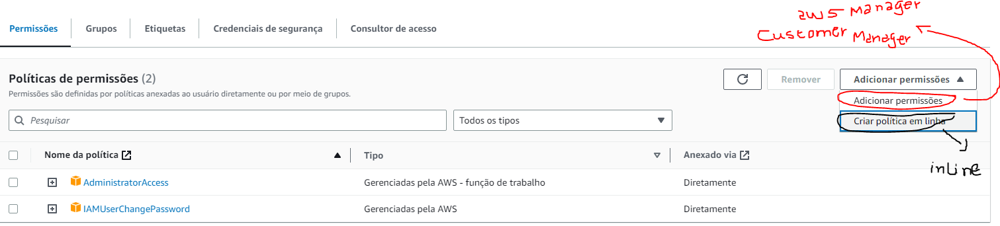 aws Manager
Customer Manager
Permissões Grupos Etiquetas Credenciais de segurança Consultor de acesso
Políticas de permissões (2)
Permissões são definidas por políticas anexadas ao usuário diretamente ou por meio de grupos.
Remover
Adicionar permissões
Adicionar permissões
Criar política em linha
inline
Pesquisar
Todos os tipos
Nome da política Tipo Anexado via
AdministratorAccess Gerenciadas pela AWS - função de trabalho Diretamente
IAMUserChangePassword Gerenciadas pela AWS Diretamente